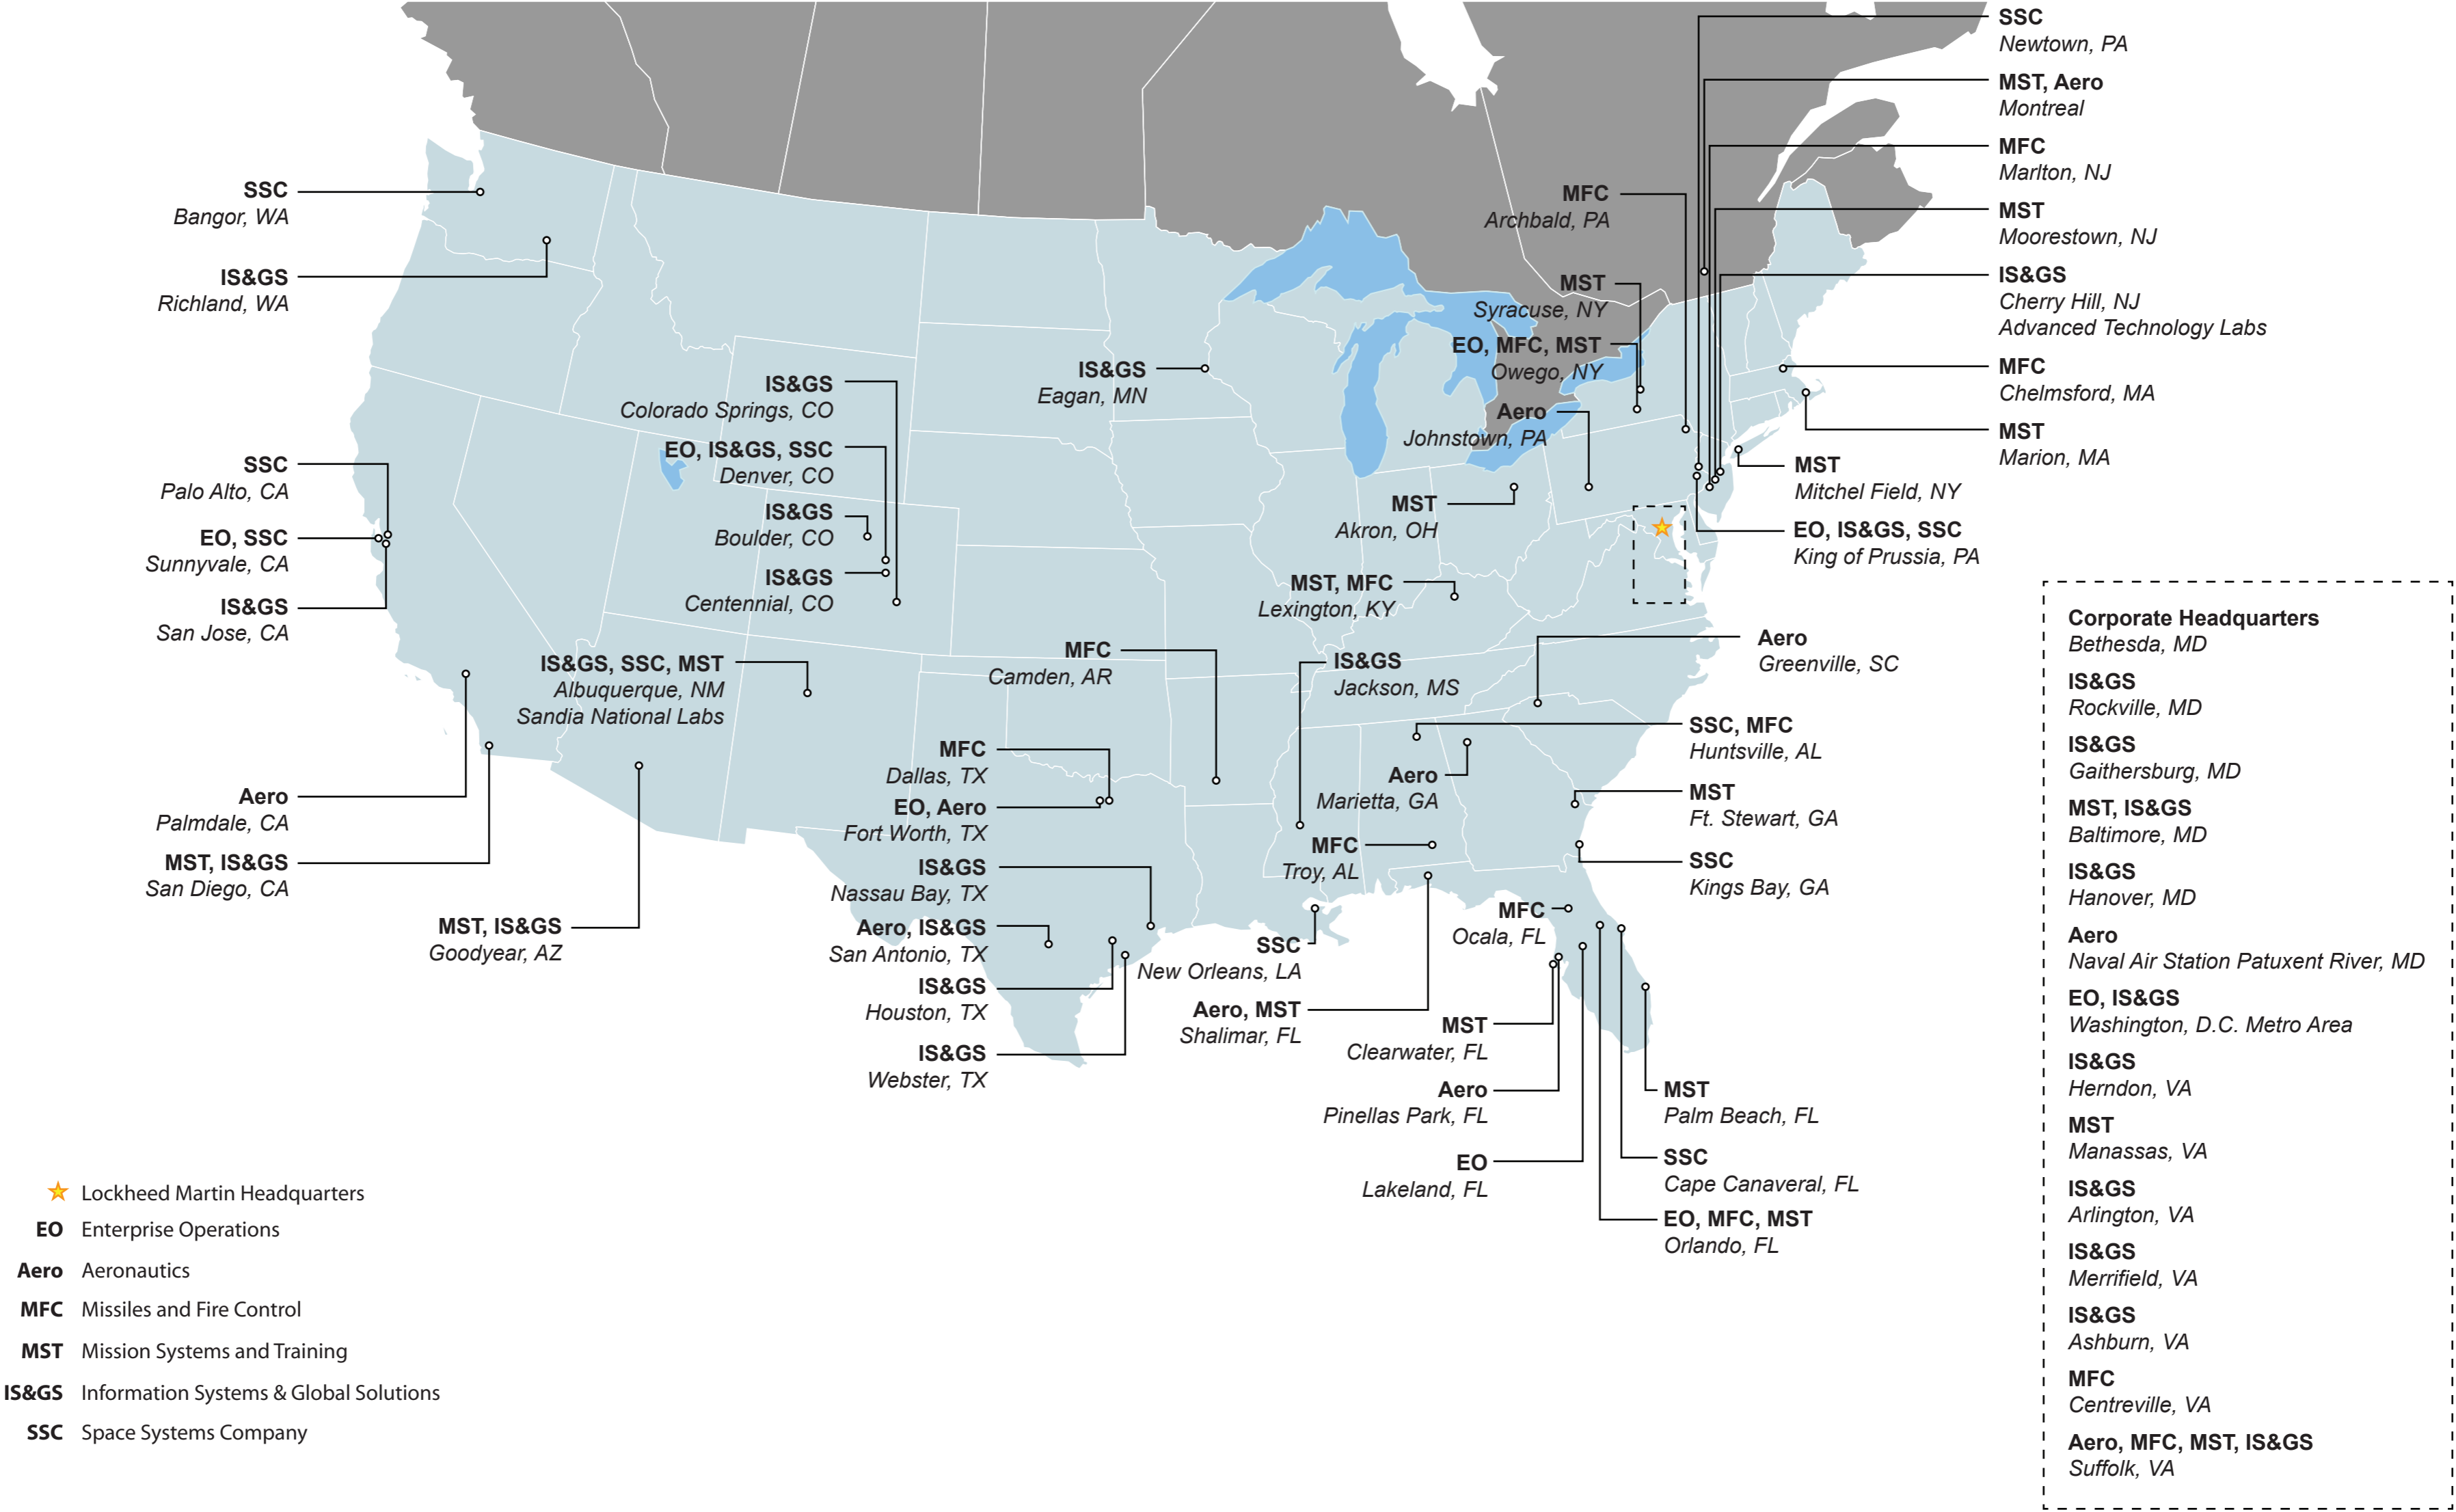 SSC
Bangor, WA
IS&GS
Richland, WA
SSC
Palo Alto, CA
EO, SSC
Sunnyvale, CA
IS&GS
San Jose, CA
Aero
Palmdale, CA
MST, IS&GS
San Diego, CA
MST, IS&GS
Goodyear, AZ
IS&GS
Colorado Springs, CO
EO, IS&GS, SSC
Denver, CO
IS&GS
Boulder, CO
IS&GS
Centennial, CO
IS&GS, SSC, MST
Albuquerque, NM
Sandia National Labs
IS&GS
Eagan, MN
MFC
Camden, AR
MFC
Dallas, TX
EO, Aero
Fort Worth, TX
IS&GS
Nassau Bay, TX
Aero, IS&GS
San Antonio, TX
IS&GS
Houston, TX
IS&GS
Webster, TX
MFC
Archbald, PA
MST
Syracuse, NY
EO, MFC, MST
Owego, NY
Aero
Johnstown, PA
MST
Akron, OH
MST, MFC
Lexington, KY
IS&GS
Jackson, MS
Aero
Marietta, GA
MFC
Troy, AL
SSC
New Orleans, LA
Aero, MST
Shalimar, FL
MFC
Ocala, FL
MST
Clearwater, FL
Aero
Pinellas Park, FL
EO
Lakeland, FL
SSC
Newtown, PA
MST, Aero
Montreal
MFC
Marlton, NJ
MST
Moorestown, NJ
IS&GS
Cherry Hill, NJ
Advanced Technology Labs
MFC
Chelmsford, MA
MST
Marion, MA
MST
Mitchel Field, NY
EO, IS&GS, SSC
King of Prussia, PA
Aero
Greenville, SC
SSC, MFC
Huntsville, AL
MST
Ft. Stewart, GA
SSC
Kings Bay, GA
MST
Palm Beach, FL
SSC
Cape Canaveral, FL
EO, MFC, MST
Orlando, FL
Corporate Headquarters
Bethesda, MD
IS&GS
Rockville, MD
IS&GS
Gaithersburg, MD
MST, IS&GS
Baltimore, MD
IS&GS
Hanover, MD
Aero
Naval Air Station Patuxent River, MD
EO, IS&GS
Washington, D.C. Metro Area
IS&GS
Herndon, VA
MST
Manassas, VA
IS&GS
Arlington, VA
IS&GS
Merrifield, VA
IS&GS
Ashburn, VA
MFC
Centreville, VA
Aero, MFC, MST, IS&GS
Suffolk, VA
Lockheed Martin Headquarters
EO Enterprise Operations
Aero Aeronautics
MFC Missiles and Fire Control
MST Mission Systems and Training
IS&GS Information Systems & Global Solutions
SSC Space Systems Company